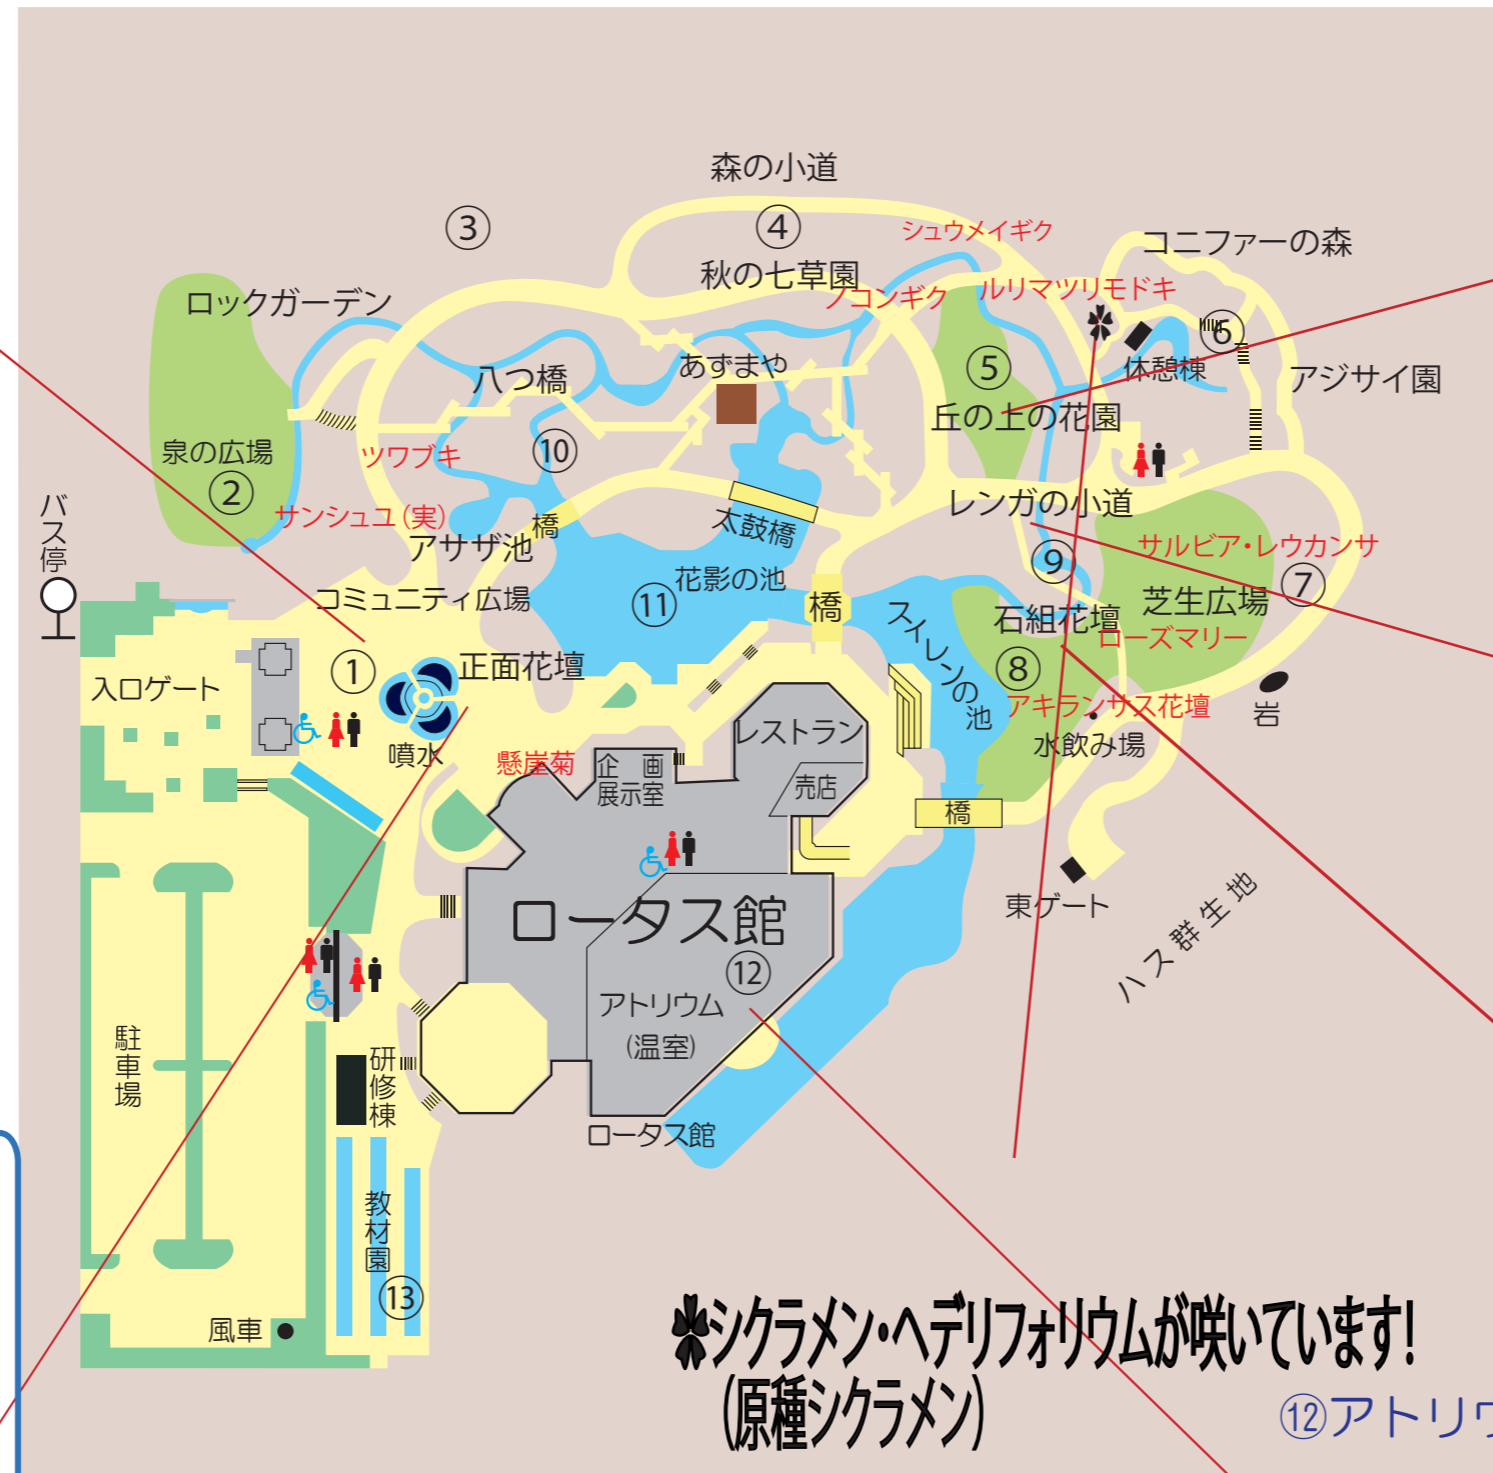 森の小道
③
④
シュウメイギク
コニファーの森
秋の七草園
ロックガーデン
ノコンギク
ルリマツリモドキ
⑥
あずまや
八つ橋
⑤
体憩棟
アジサイ園
丘の上の花園
泉の広場
ツワブキ
⑩
②
レンガの小道
バス停
サンシュユ（実）
橋
太鼓橋
アサザ池
サルビア・レウカンサ
⑨
花影の池
⑦
コミュニティ広場
⑪
橋
スイレンの池
石組花壇
芝生広場
ローズマリー
①
正面花壇
⑧
入口ゲート
アキランサス花壇
岩
レストラン
水飲み場
噴水
懸崖菊
企画
展示室
売店
橋
東ゲート
ロータス館
ハス群生地
⑫
アトリウム
(温室)
駐車場
研修棟
ロータス館
教材園
⑬
風車
シクラメン・ヘデリフォリウムが咲いています!
(原種シクラメン)
⑫アトリウ